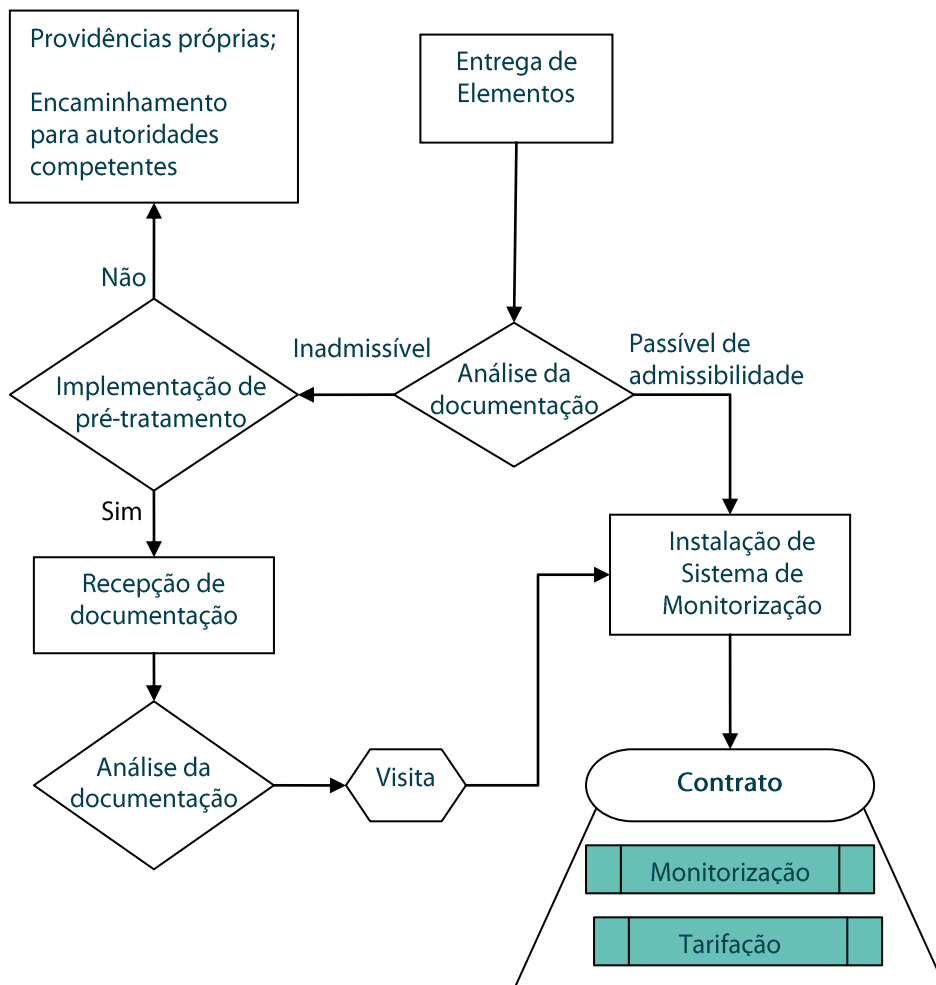 Providências próprias;
Encaminhamento
para autoridades
competentes
Entrega de
Elementos
Não
Inadmissível
Passível de
admissibilidade
Implementação de
pré-tratamento
Análise da
documentação
Sim
Recepção de
documentação
Instalação de
Sistema de
Monitorização
Análise da
documentação
Visita
Contrato
Monitorização
Tarifação